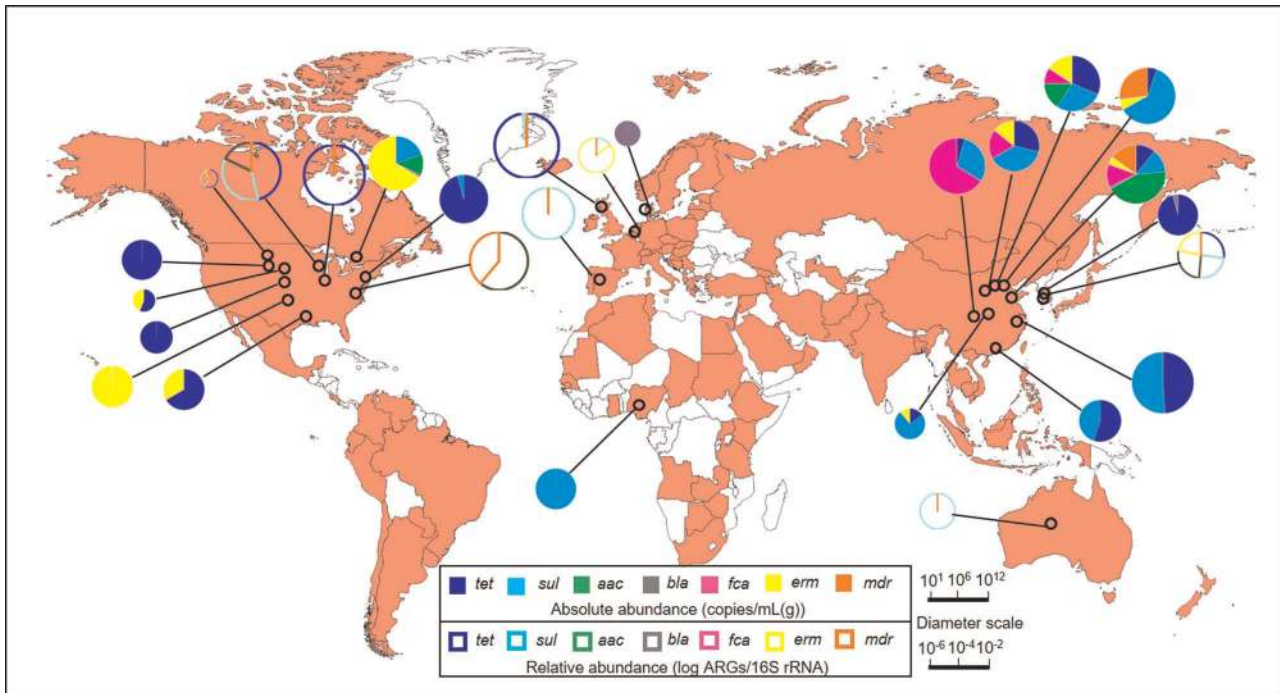 tet sul aac bla fca erm mdr
Absolute abundance (copies/mL(g))
tet sul aac bla fca erm mdr
Relative abundance (log ARGs/16S rRNA)
10¹ 10⁶ 10¹²
Diameter scale
10⁻⁶ 10⁻⁴ 10⁻²